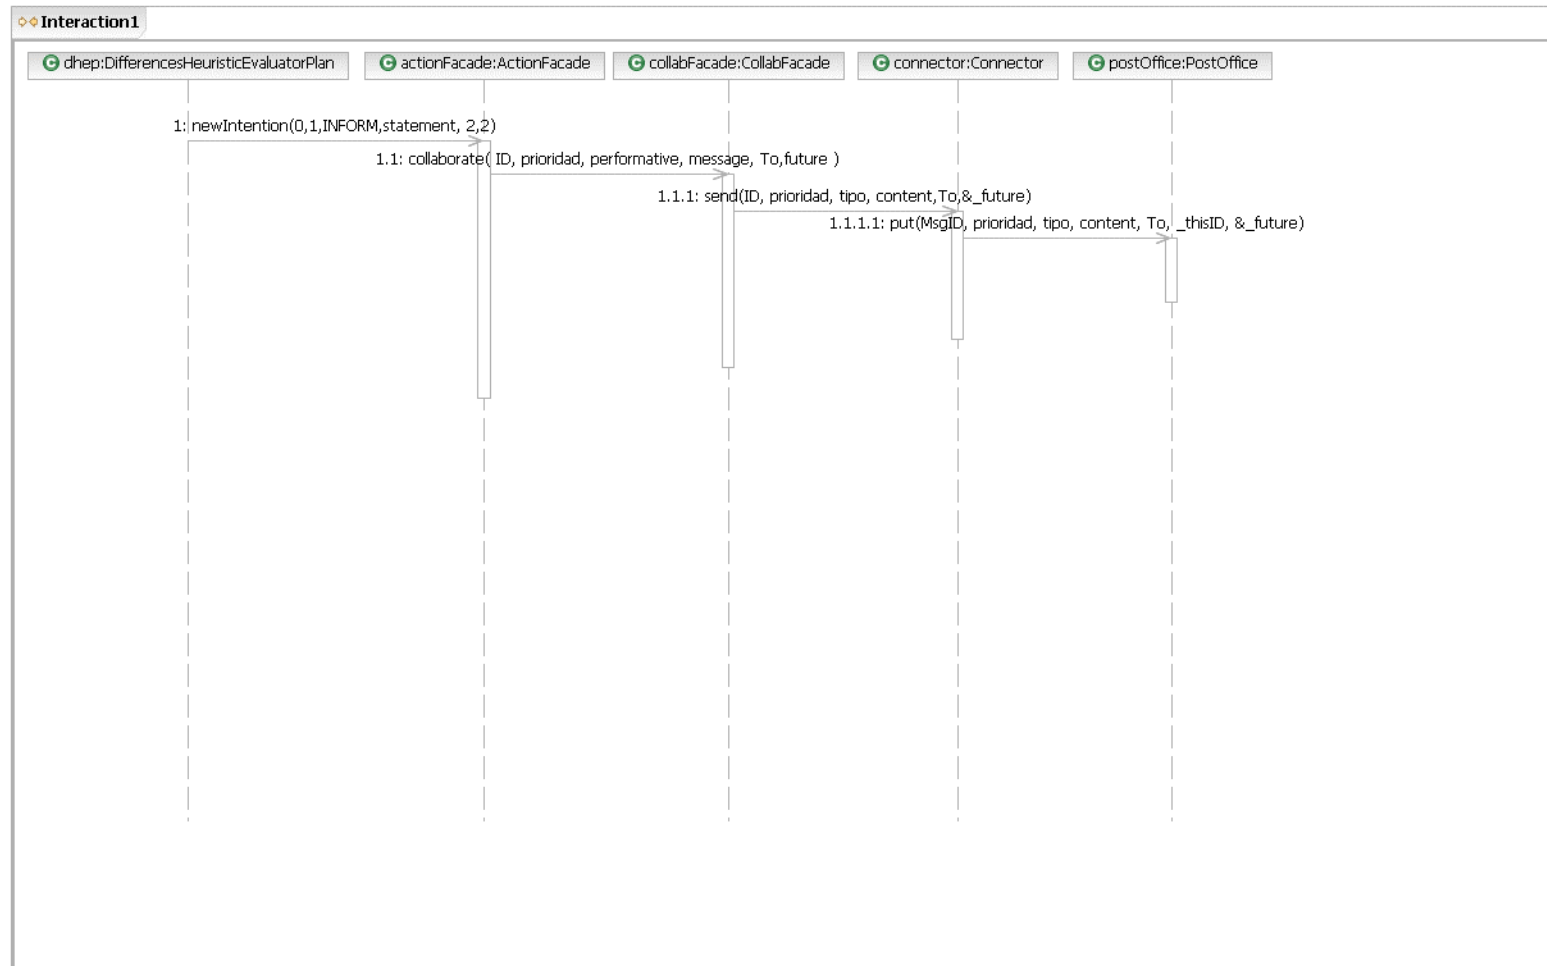 Interaction1
dhep:DifferencesHeuristicEvaluatorPlan
actionFacade:ActionFacade
collabFacade:CollabFacade
connector:Connector
postOffice:PostOffice
1: newIntention(0,1,INFORM,statement, 2,2)
1.1: collaborate( ID, prioridad, performative, message, To,future )
1.1.1: send(ID, prioridad, tipo, content,To,&_future)
1.1.1.1: put(MsgID, prioridad, tipo, content, To, _thisID, &_future)